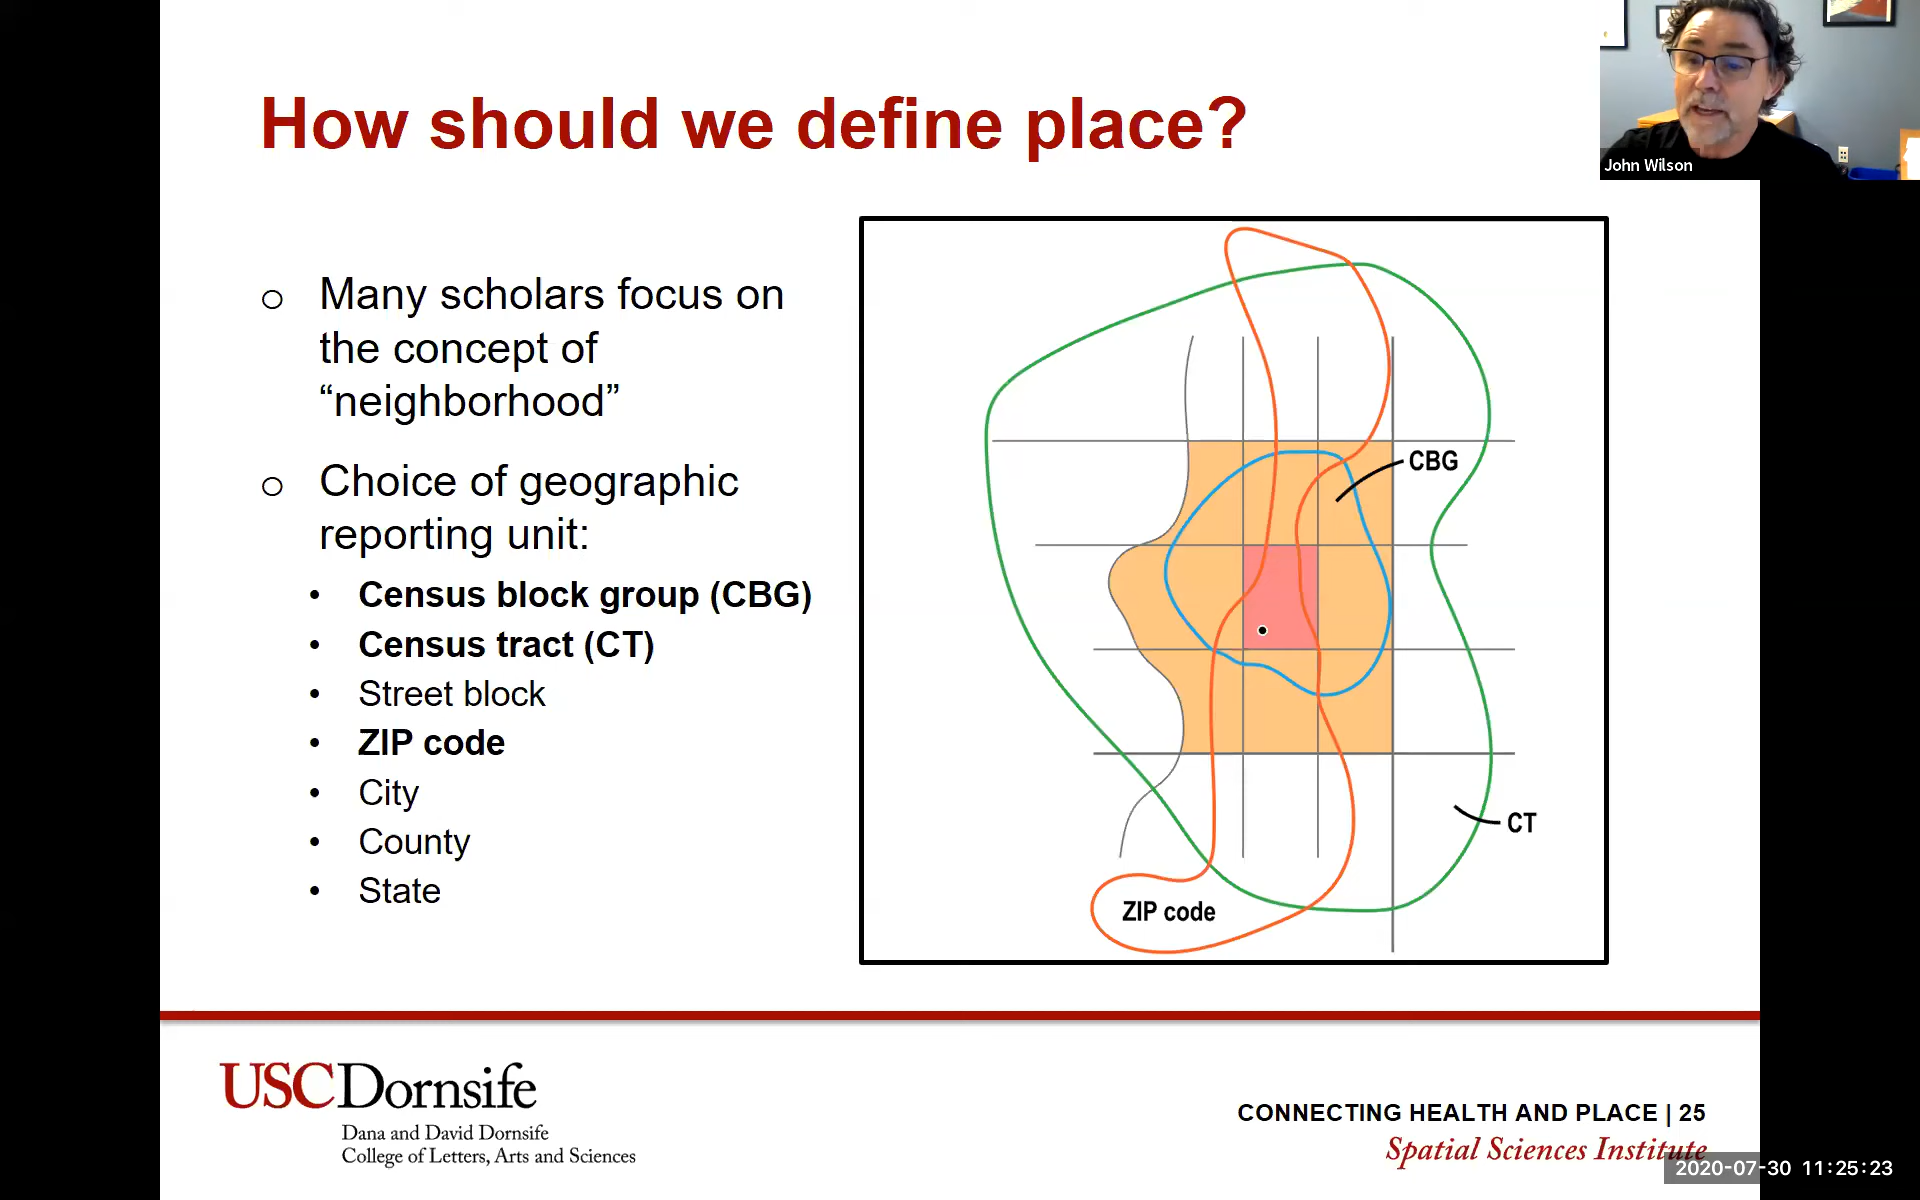 How should we define place?
John Wilson
○ Many scholars focus on
the concept of
“neighborhood”
○ Choice of geographic
reporting unit:
• Census block group (CBG)
• Census tract (CT)
• Street block
• ZIP code
• City
• County
• State
CBG
CT
ZIP code
USCDornsife
Dana and David Dornsife
College of Letters, Arts and Sciences
CONNECTING HEALTH AND PLACE | 25
Spatial Sciences Institute
2020-07-30 11:25:23